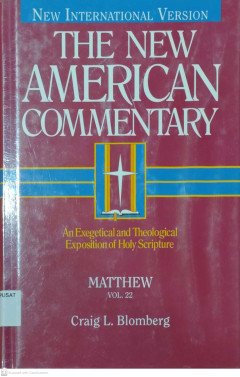 NEW INTERNATIONAL VERSION
THE NEW
AMERICAN
COMMENTARY
An Exegetical and Theological
Exposition of Holy Scripture
MATTHEW
VOL. 22
Craig L. Blomberg